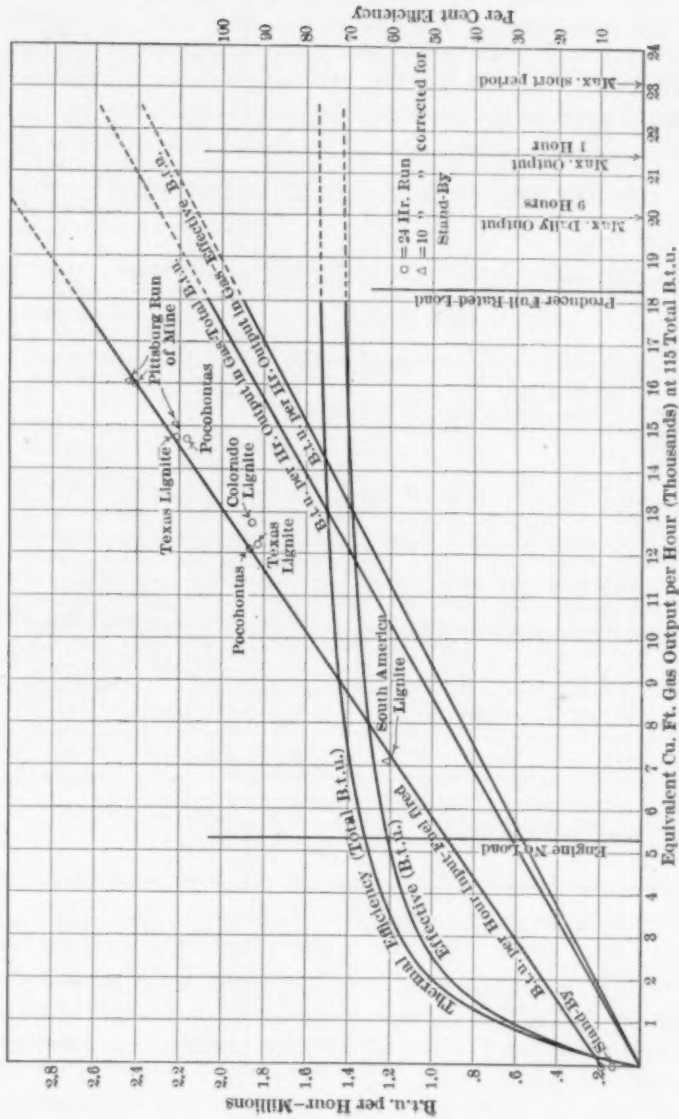 B.t.u. per Hour–Millions
2.8
2.6
2.4
2.2
2.0
1.8
1.6
1.4
1.2
1.0
.8
.6
.4
.2
Per Cent Efficiency
100
90
80
70
60
50
40
30
20
10
Pittsburg Run
of Mine
Texas Lignite
Pocohontas
Colorado
Lignite
Pocohontas
Texas
Lignite
South America
Lignite
B.t.u. per Hr. Output in Gas-Total B.t.u.
B.t.u. per Hr. Output in Gas-Effective B.t.u.
Thermal Efficiency (Total B.t.u.)
Effective (B.t.u.)
B.t.u. per Hour-Input-Fuel fired
Stand-By
○ = 24 Hr. Run
△ = 10 " " corrected for
Stand-By
Engine No Load
Producer Full Rated Load
Max. Daily Output
9 Hours
Max. Output
1 Hour
Max. short period
1 2 3 4 5 6 7 8 9 10 11 12 13 14 15 16 17 18 19 20 21 22 23 24
Equivalent Cu. Ft. Gas Output per Hour (Thousands) at 115 Total B.t.u.